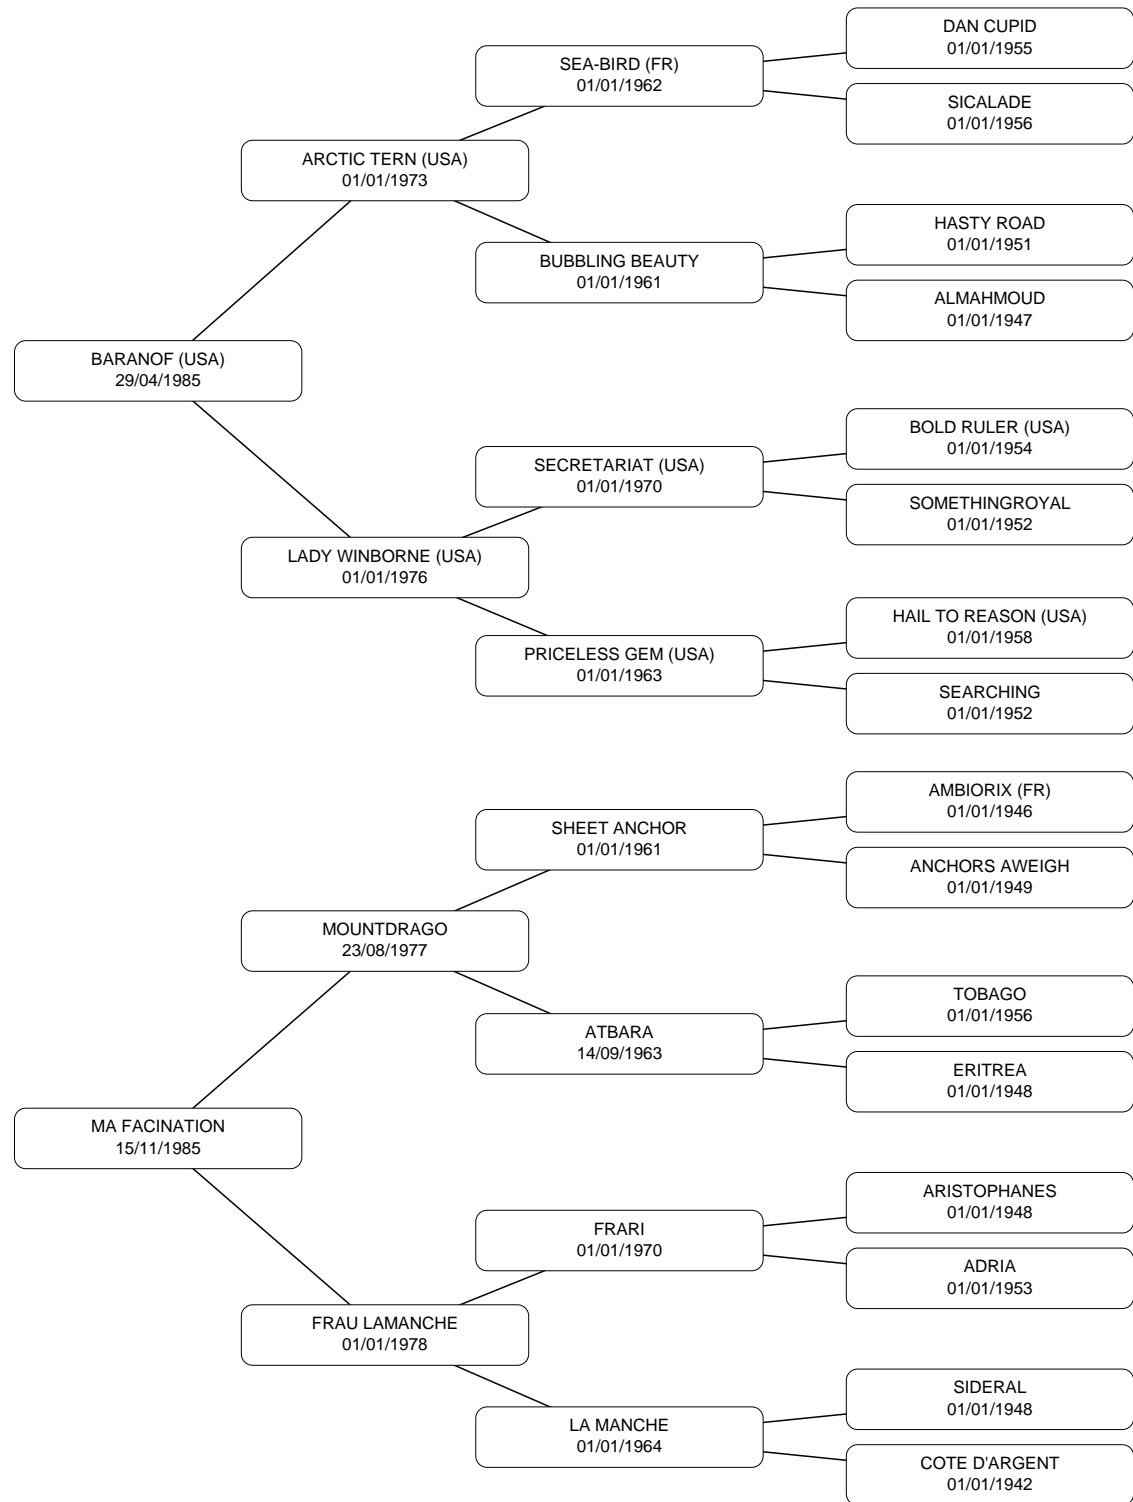 DAN CUPID
01/01/1955
SEA-BIRD (FR)
01/01/1962
SICALADE
01/01/1956
ARCTIC TERN (USA)
01/01/1973
HASTY ROAD
01/01/1951
BUBBLING BEAUTY
01/01/1961
ALMAHMOUD
01/01/1947
BARANOF (USA)
29/04/1985
BOLD RULER (USA)
01/01/1954
SECRETARIAT (USA)
01/01/1970
SOMETHINGROYAL
01/01/1952
LADY WINBORNE (USA)
01/01/1976
HAIL TO REASON (USA)
01/01/1958
PRICELESS GEM (USA)
01/01/1963
SEARCHING
01/01/1952
AMBIORIX (FR)
01/01/1946
SHEET ANCHOR
01/01/1961
ANCHORS AWEIGH
01/01/1949
MOUNTDRAGO
23/08/1977
TOBAGO
01/01/1956
ATBARA
14/09/1963
ERITREA
01/01/1948
MA FACINATION
15/11/1985
ARISTOPHANES
01/01/1948
FRARI
01/01/1970
ADRIA
01/01/1953
FRAU LAMANCHE
01/01/1978
SIDERAL
01/01/1948
LA MANCHE
01/01/1964
COTE D'ARGENT
01/01/1942